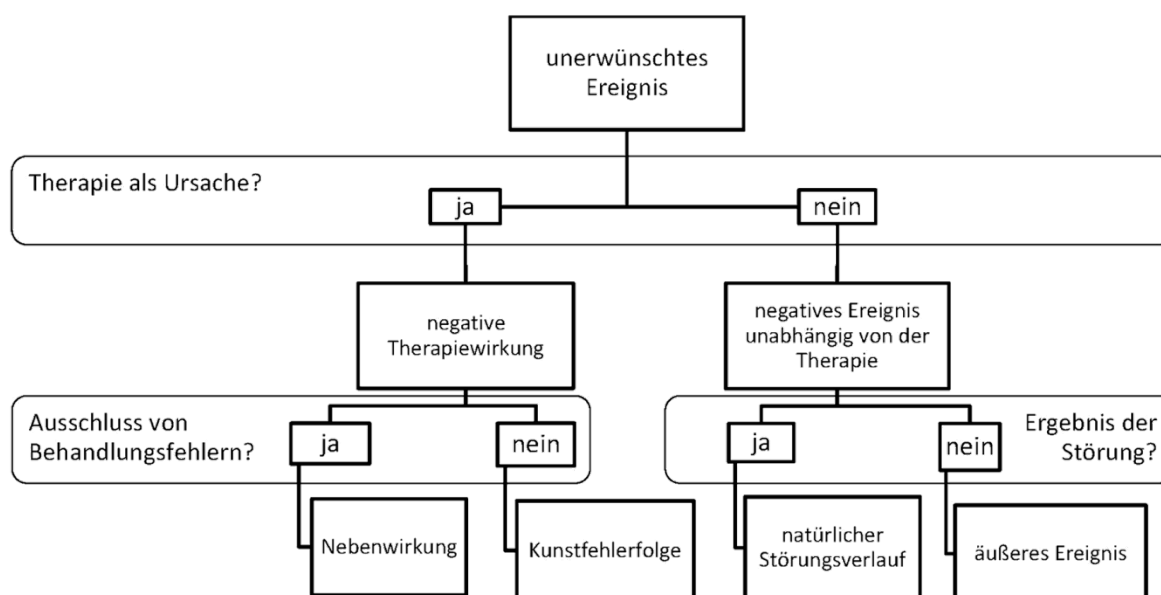 unerwünschtes
Ereignis
Therapie als Ursache?
ja
nein
negative
Therapiewirkung
negatives Ereignis
unabhängig von der
Therapie
Ausschluss von
Behandlungsfehlern?
ja
nein
ja
nein
Ergebnis der
Störung?
Nebenwirkung
Kunstfehlerfolge
natürlicher
Störungsverlauf
äußeres Ereignis